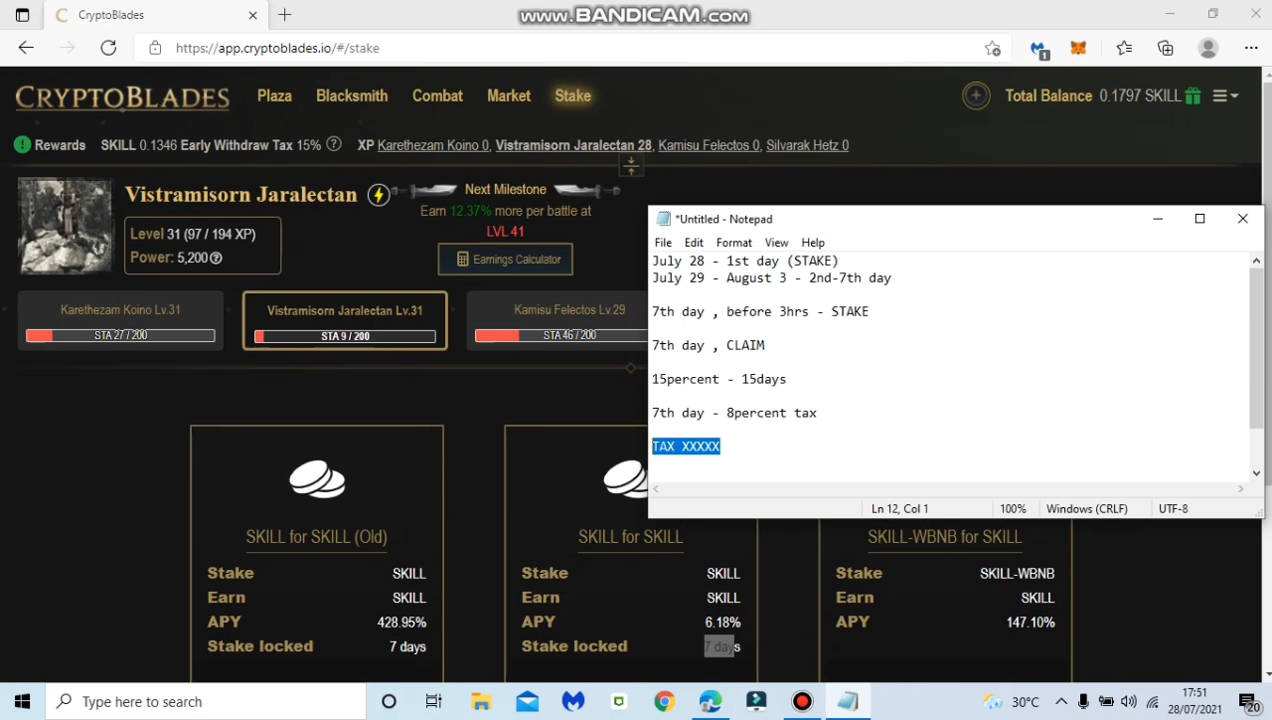 CryptoBlades
www.BANDICAM.com
https://app.cryptoblades.io/#/stake
1
CRYPTOBLADES Plaza Blacksmith Combat Market Stake Total Balance 0.1797 SKILL
Rewards SKILL 0.1346 Early Withdraw Tax 15% XP Karethezam Koino 0, Vistramisorn Jaralectan 28, Kamisu Felectos 0, Silvarak Hetz 0
Vistramisorn Jaralectan
Level 31 (97 / 194 XP)
Power: 5,200
Next Milestone
Earn 12.37% more per battle at
LVL 41
Earnings Calculator
Karethezam Koino Lv.31
STA 27 / 200
Vistramisorn Jaralectan Lv.31
STA 9 / 200
Kamisu Felectos Lv.29
STA 46 / 200
*Untitled - Notepad
File Edit Format View Help
July 28 - 1st day (STAKE)
July 29 - August 3 - 2nd-7th day
7th day , before 3hrs - STAKE
7th day , CLAIM
15percent - 15days
7th day - 8percent tax
TAX XXXXX
Ln 12, Col 1 100% Windows (CRLF) UTF-8
SKILL for SKILL (Old)
Stake SKILL
Earn SKILL
APY 428.95%
Stake locked 7 days
SKILL for SKILL
Stake SKILL
Earn SKILL
APY 6.18%
Stake locked 7 days
SKILL-WBNB for SKILL
Stake SKILL-WBNB
Earn SKILL
APY 147.10%
Type here to search
30°C
17:51
28/07/2021
20